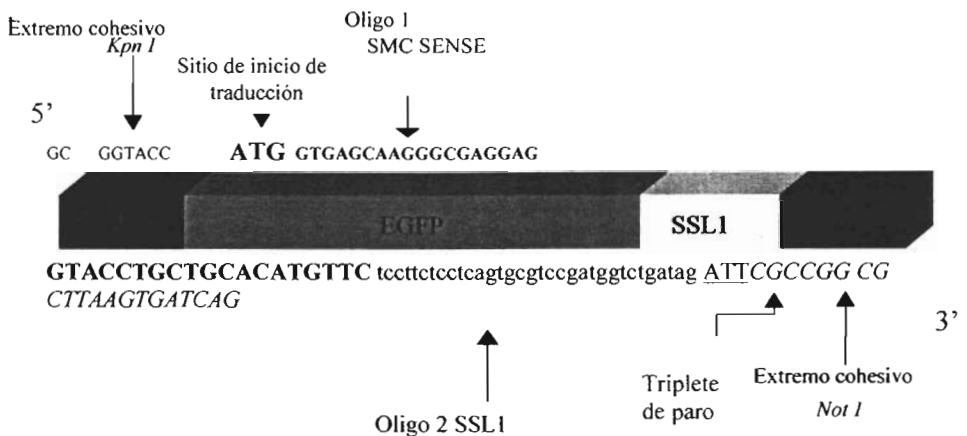 Extremo cohesivo
Kpn I
Sitio de inicio de
traducción
Oligo 1
SMC SENSE
5'
GC GGTACC ATG GTGAGCAAGGGCGAGGAG
EGFP
SSL1
GTACCTGCTGCACATGTTC tccttctcctcagtgcgtccgatggtctgatag ATTCGCCGG CG
CTTAAGTGATCAG
3'
Oligo 2 SSL1
Triplete
de paro
Extremo cohesivo
Not I